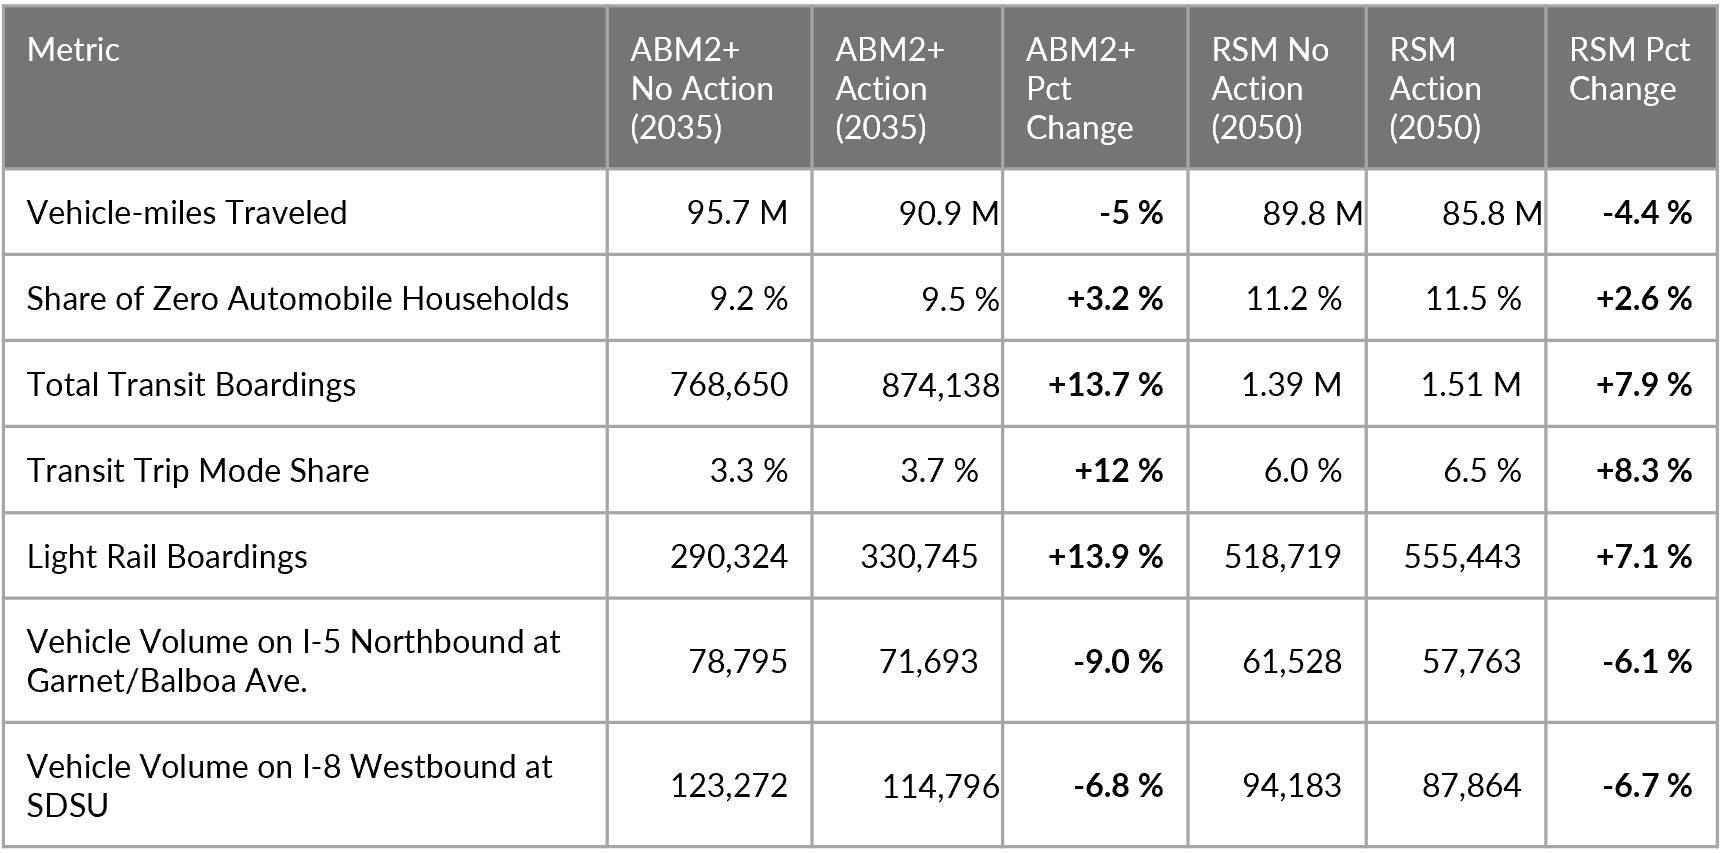 Metric ABM2+ No Action (2035) ABM2+ Action (2035) ABM2+ Pct Change RSM No Action (2050) RSM Action (2050) RSM Pct Change
Vehicle-miles Traveled 95.7 M 90.9 M -5 % 89.8 M 85.8 M -4.4 %
Share of Zero Automobile Households 9.2 % 9.5 % +3.2 % 11.2 % 11.5 % +2.6 %
Total Transit Boardings 768,650 874,138 +13.7 % 1.39 M 1.51 M +7.9 %
Transit Trip Mode Share 3.3 % 3.7 % +12 % 6.0 % 6.5 % +8.3 %
Light Rail Boardings 290,324 330,745 +13.9 % 518,719 555,443 +7.1 %
Vehicle Volume on I-5 Northbound at Garnet/Balboa Ave. 78,795 71,693 -9.0 % 61,528 57,763 -6.1 %
Vehicle Volume on I-8 Westbound at SDSU 123,272 114,796 -6.8 % 94,183 87,864 -6.7 %